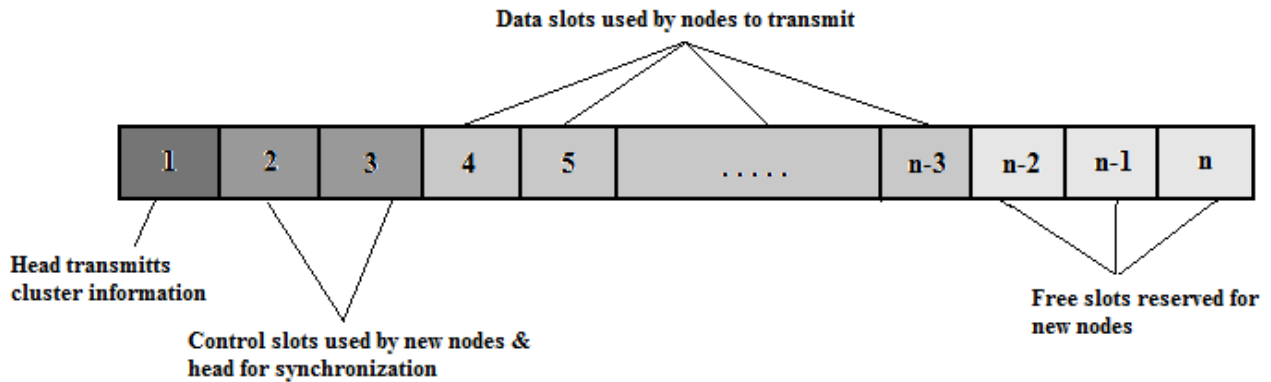 Data slots used by nodes to transmit
1 2 3 4 5 . . . . . n-3 n-2 n-1 n
Head transmitts
cluster information
Control slots used by new nodes &
head for synchronization
Free slots reserved for
new nodes